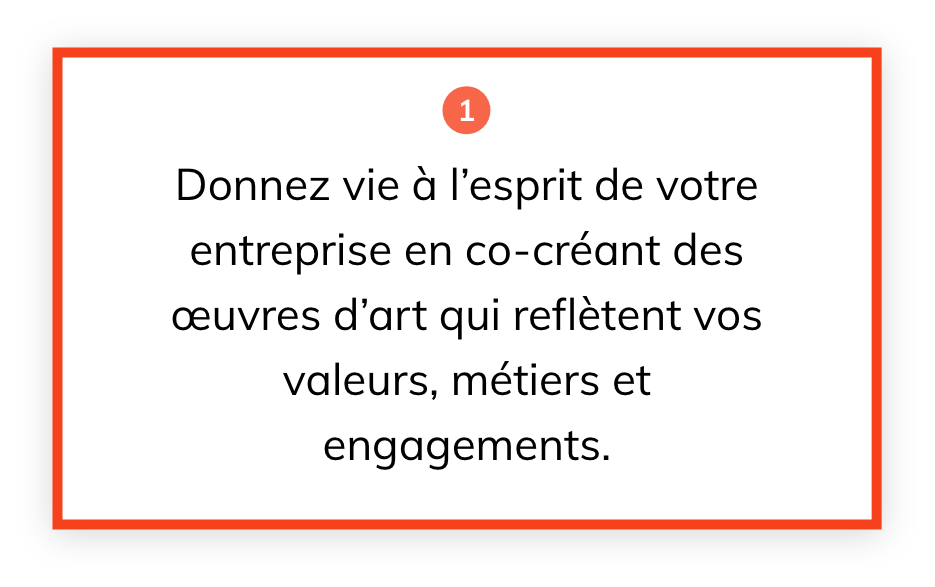 1
Donnez vie à l’esprit de votre
entreprise en co-créant des
œuvres d’art qui reflètent vos
valeurs, métiers et
engagements.